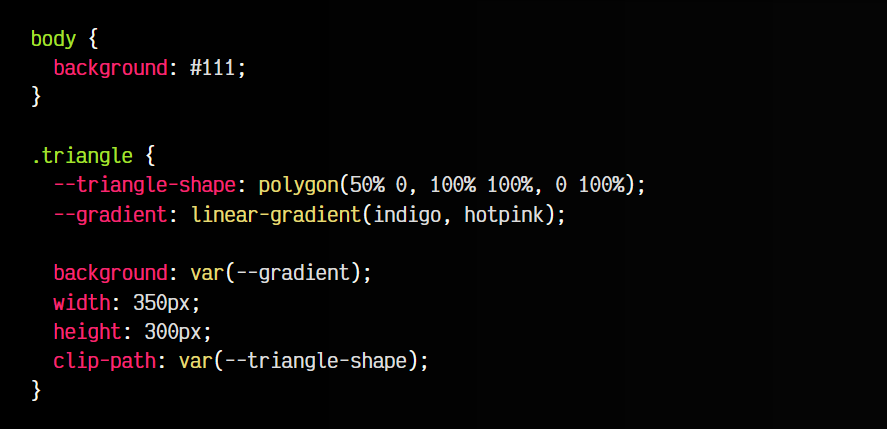 body {
  background: #111;
}

.triangle {
  --triangle-shape: polygon(50% 0, 100% 100%, 0 100%);
  --gradient: linear-gradient(indigo, hotpink);

  background: var(--gradient);
  width: 350px;
  height: 300px;
  clip-path: var(--triangle-shape);
}